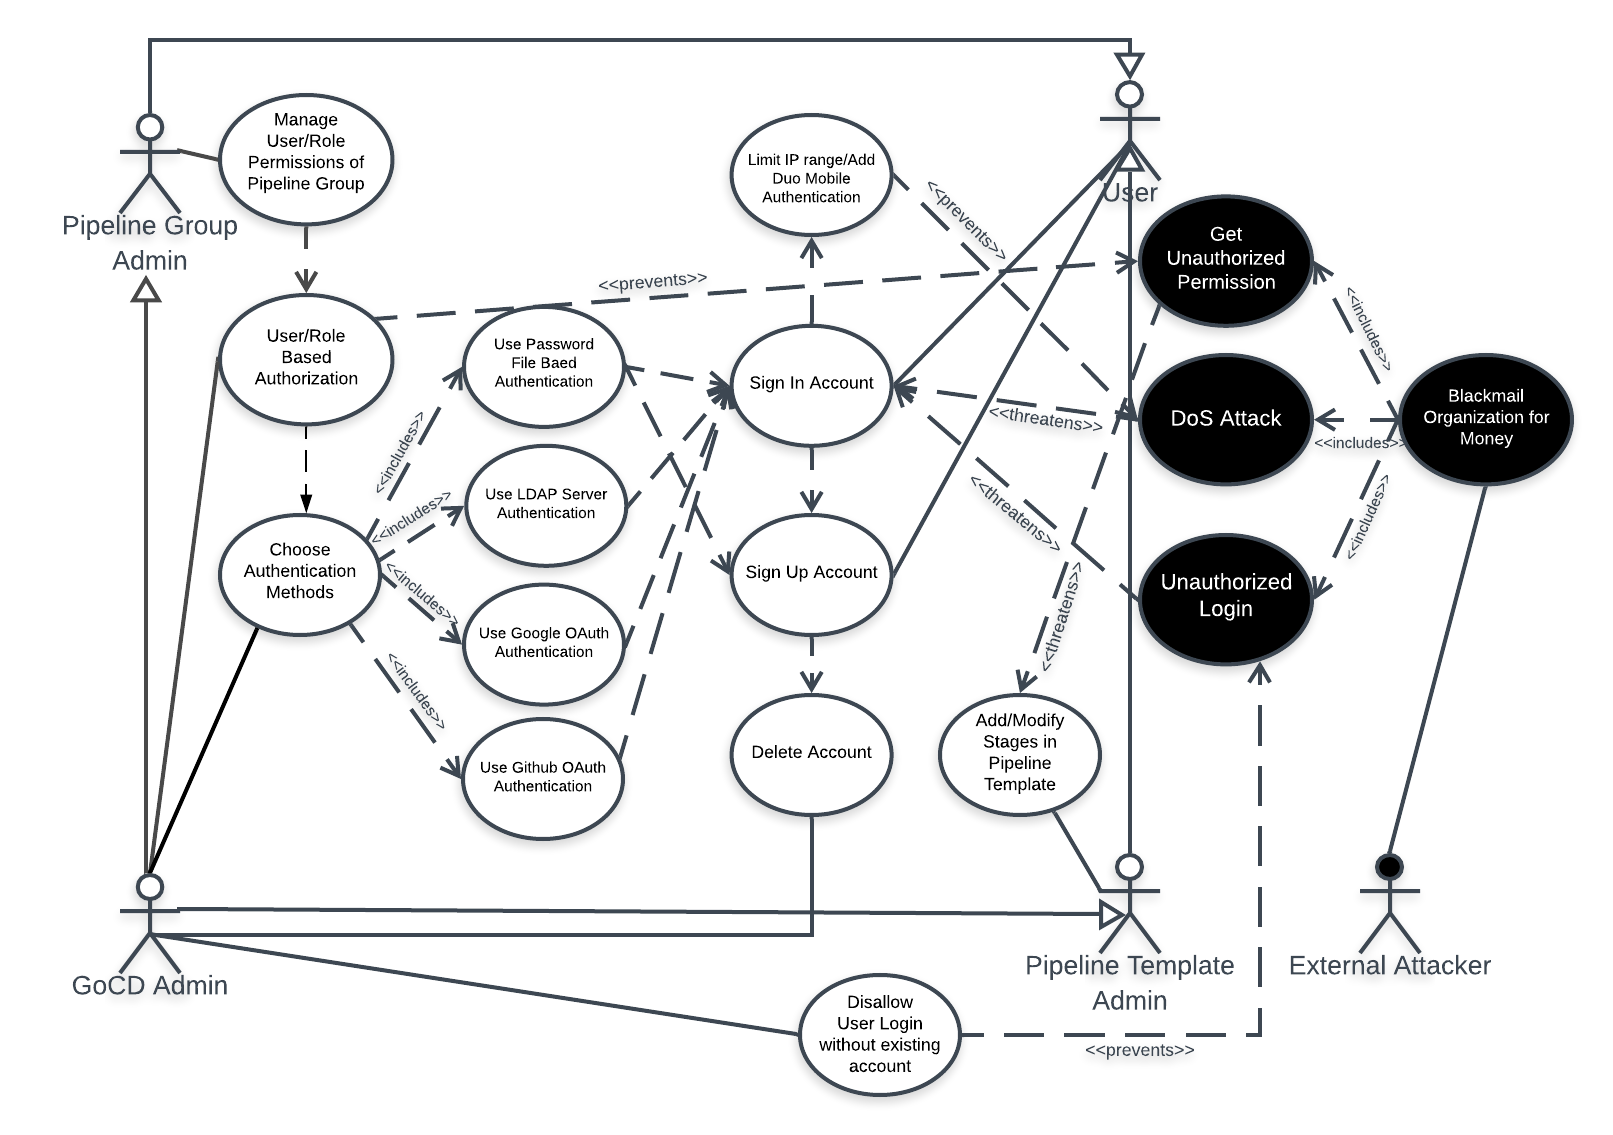 Manage
User/Role
Permissions of
Pipeline Group
Pipeline Group
Admin
Limit IP range/Add
Duo Mobile
Authentication
<<prevents>>
User
Get
Unauthorized
Permission
<<prevents>>
User/Role
Based
Authorization
Use Password
File Baed
Authentication
Sign In Account
<<threatens>>
DoS Attack
<<includes>>
<<includes>>
Blackmail
Organization for
Money
<<includes>>
<<includes>>
Use LDAP Server
Authentication
<<includes>>
<<threatens>>
Choose
Authentication
Methods
<<includes>>
Sign Up Account
Unauthorized
Login
<<threatens>>
Use Google OAuth
Authentication
<<includes>>
Use Github OAuth
Authentication
Delete Account
Add/Modify
Stages in
Pipeline
Template
GoCD Admin
Pipeline Template
Admin
External Attacker
Disallow
User Login
without existing
account
<<prevents>>